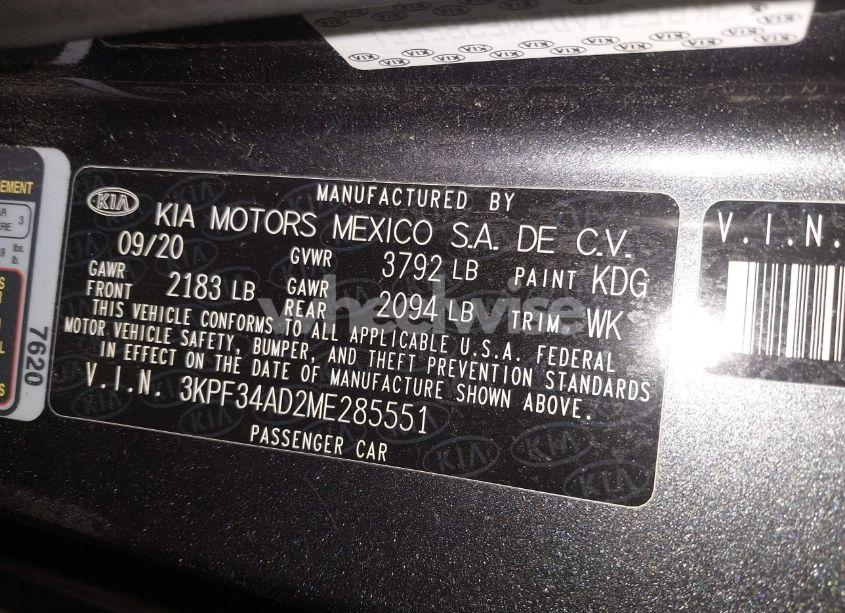 KIA
MANUFACTURED BY
KIA MOTORS MEXICO S.A. DE C.V.
09/20 GVWR 3792 LB PAINT KDG
GAWR FRONT 2183 LB GAWR REAR 2094 LB TRIM. WK
THIS VEHICLE CONFORMS TO ALL APPLICABLE U.S.A. FEDERAL
MOTOR VEHICLE SAFETY, BUMPER, AND THEFT PREVENTION STANDARDS
IN EFFECT ON THE DATE OF MANUFACTURE SHOWN ABOVE.
V.I.N. 3KPF34AD2ME285551
PASSENGER CAR
V.I.N.
7620
wheelwise